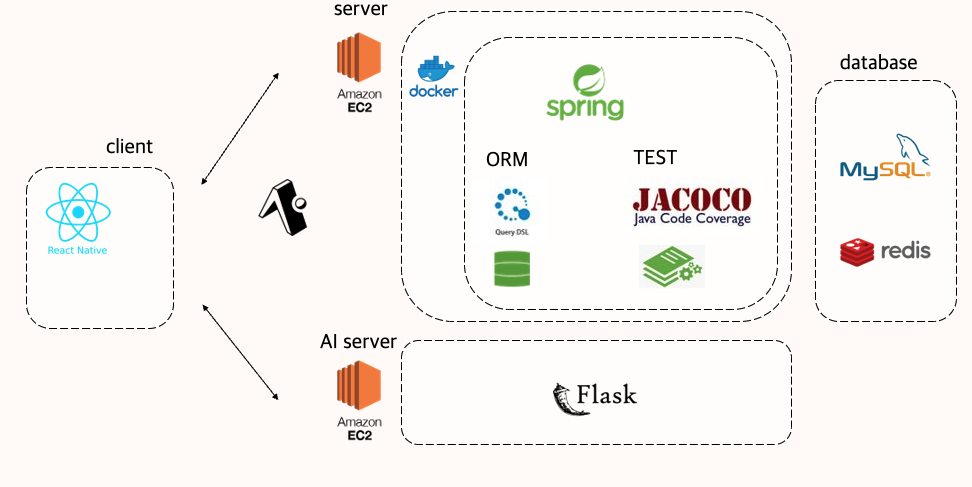 server
Amazon
EC2
docker
spring
ORM
TEST
Query DSL
JACOCO
Java Code Coverage
database
MySQL
redis
client
React Native
AI server
Amazon
EC2
Flask